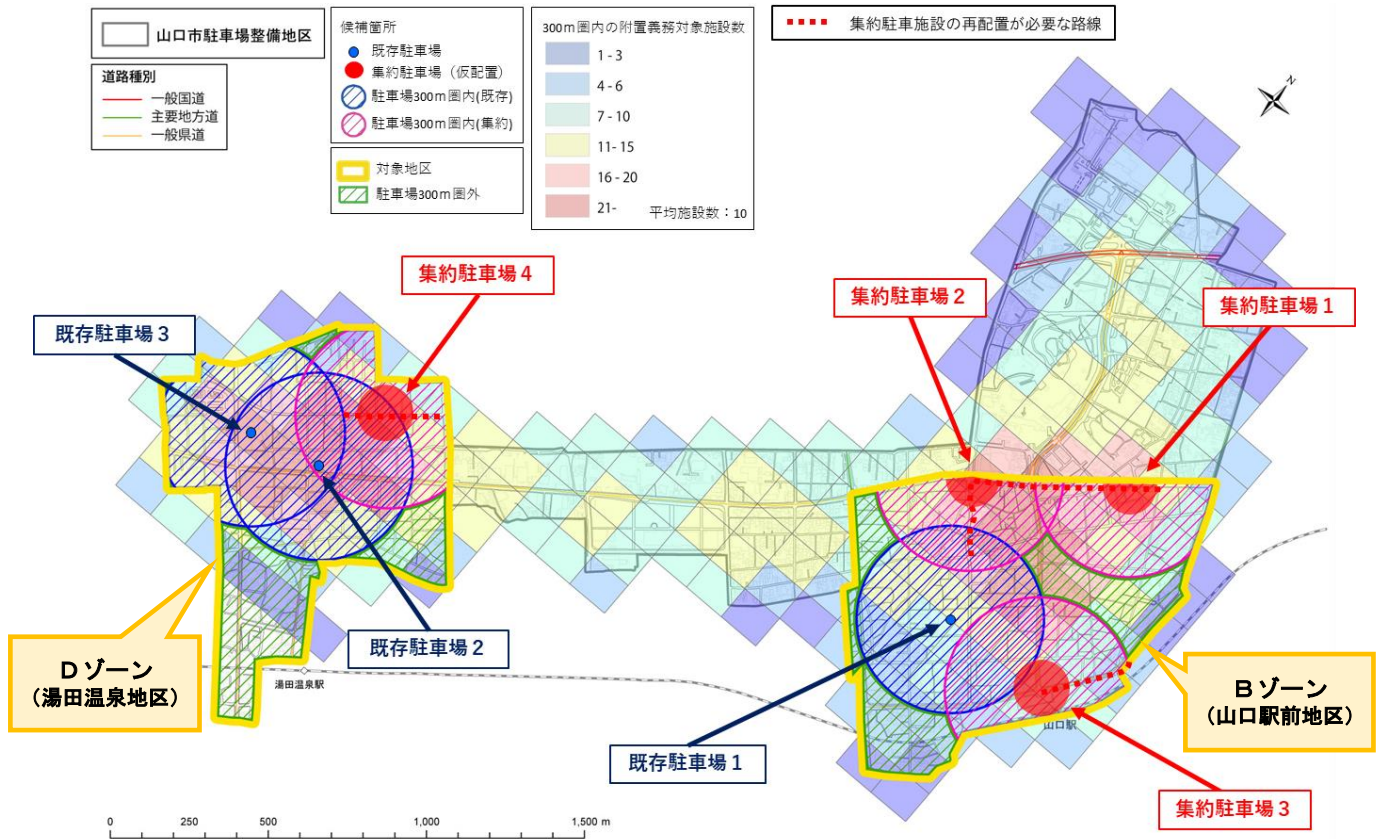 山口市駐車場整備地区
道路種別
一般国道
主要地方道
一般県道
候補箇所
既存駐車場
集約駐車場（仮配置）
駐車場300m圏内(既存)
駐車場300m圏内(集約)
対象地区
駐車場300m圏外
300m圏内の附置義務対象施設数
1 - 3
4 - 6
7 - 10
11 - 15
16 - 20
21-
平均施設数：10
集約駐車施設の再配置が必要な路線
N
集約駐車場４
既存駐車場３
集約駐車場２
集約駐車場１
既存駐車場２
Ｄゾーン
（湯田温泉地区）
湯田温泉駅
Ｂゾーン
（山口駅前地区）
山口駅
既存駐車場１
集約駐車場３
0 250 500 1,000 1,500 m